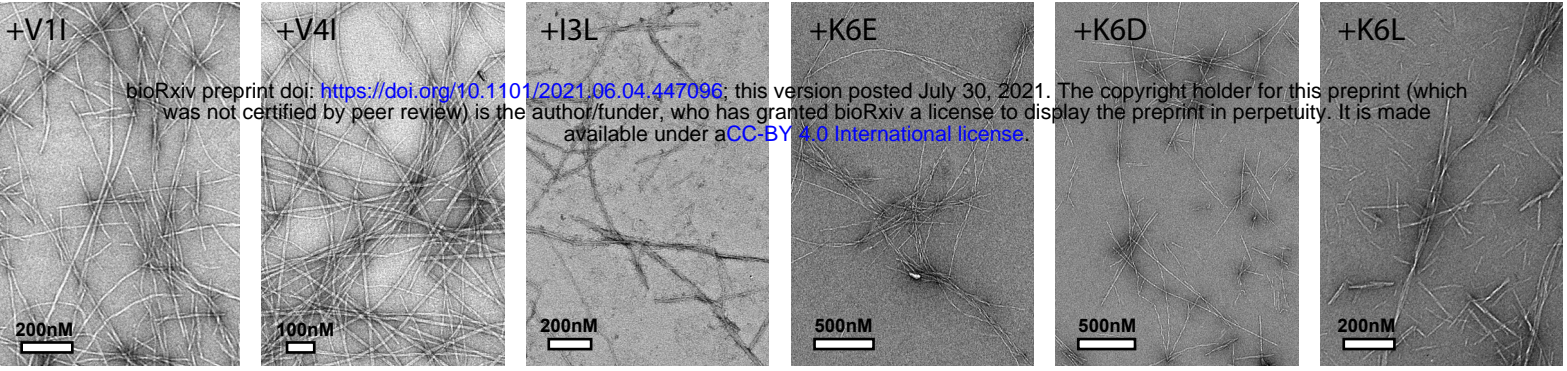 +V1I
+V4I
+I3L
+K6E
+K6D
+K6L
bioRxiv preprint doi: https://doi.org/10.1101/2021.06.04.447096; this version posted July 30, 2021. The copyright holder for this preprint (which
was not certified by peer review) is the author/funder, who has granted bioRxiv a license to display the preprint in perpetuity. It is made
available under aCC-BY 4.0 International license.
200nM
100nM
200nM
500nM
500nM
200nM